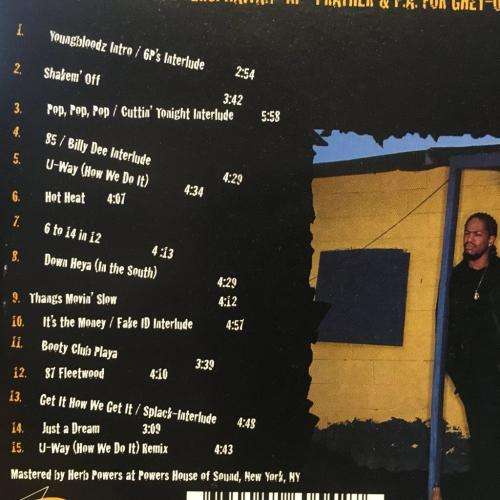 PRATHER & P.A. FOR GHET-O
1. Youngbloodz Intro / 6P's Interlude 2:54
2. Shakem' Off 3:42
3. Pop, Pop, Pop / Cuttin' Tonight Interlude 5:58
4. 85 / Billy Dee Interlude 4:29
5. U-Way (How We Do It) 4:34
6. Hot Heat 4:07
7. 6 to 14 in 12 4:13
8. Down Heya (In the South) 4:29
9. Thangs Movin' Slow 4:12
10. It's the Money / Fake ID Interlude 4:57
11. Booty Club Playa 3:39
12. 87 Fleetwood 4:10
13. Get It How We Get It / Splack-Interlude 4:48
14. Just a Dream 3:09
15. U-Way (How We Do It) Remix 4:43
Mastered by Herb Powers at Powers House of Sound, New York, NY